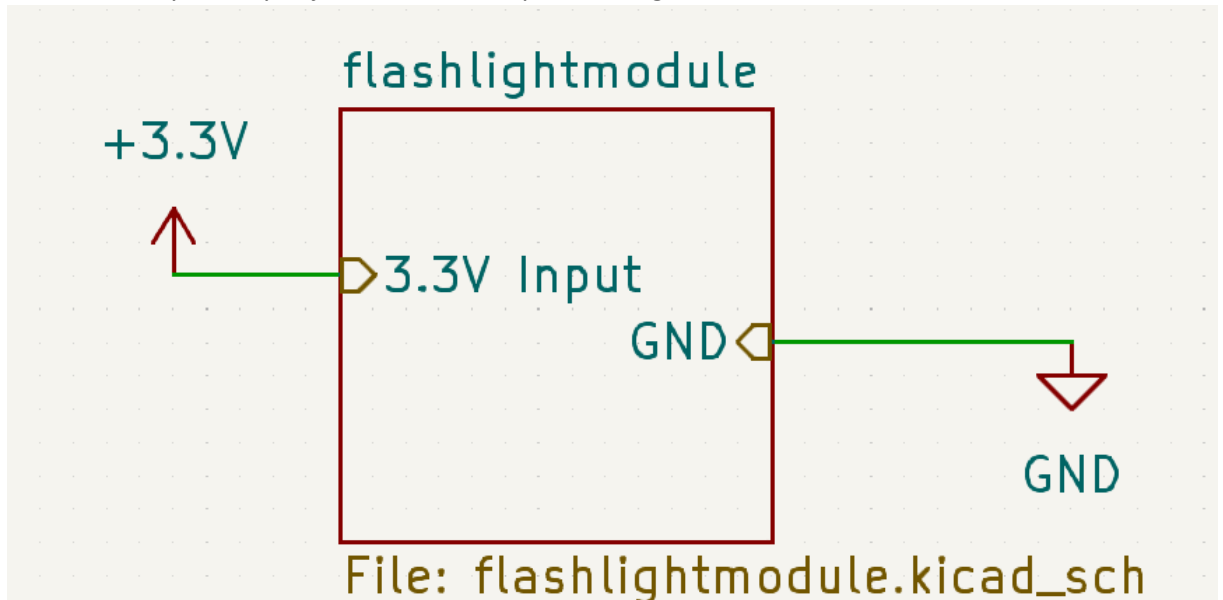 flashlightmodule
+3.3V
3.3V Input
GND
GND
File: flashlightmodule.kicad_sch